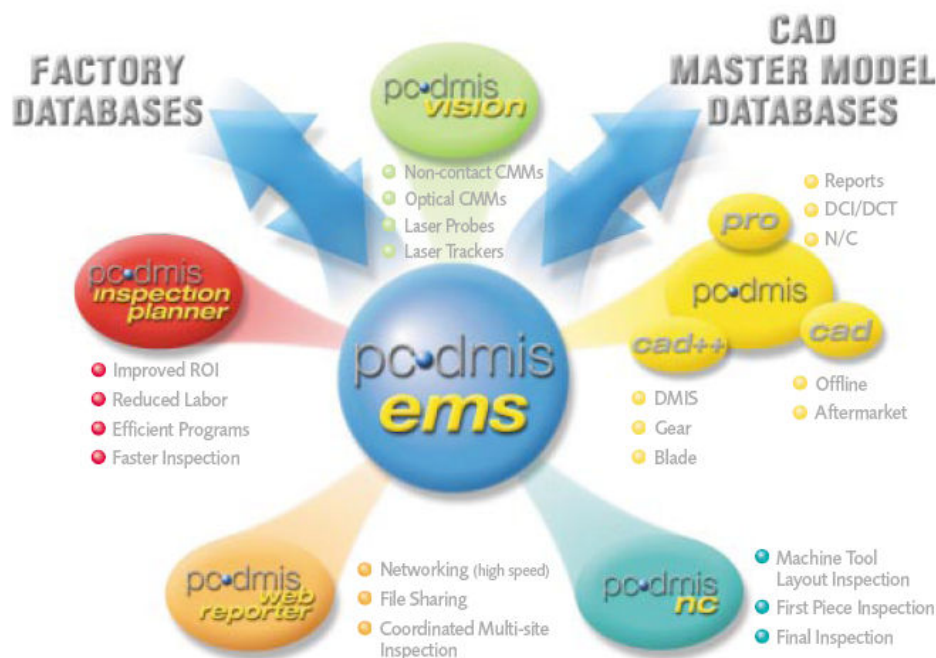 FACTORY
DATABASES
CAD
MASTER MODEL
DATABASES
pc•dmis
vision
Non-contact CMMs
Optical CMMs
Laser Probes
Laser Trackers
Reports
DCI/DCT
N/C
pro
pc•dmis
cad++
cad
DMIS
Gear
Blade
Offline
Aftermarket
pc•dmis
inspection
planner
Improved ROI
Reduced Labor
Efficient Programs
Faster Inspection
pc•dmis
ems
pc•dmis
web
reporter
Networking (high speed)
File Sharing
Coordinated Multi-site
Inspection
pc•dmis
nc
Machine Tool
Layout Inspection
First Piece Inspection
Final Inspection